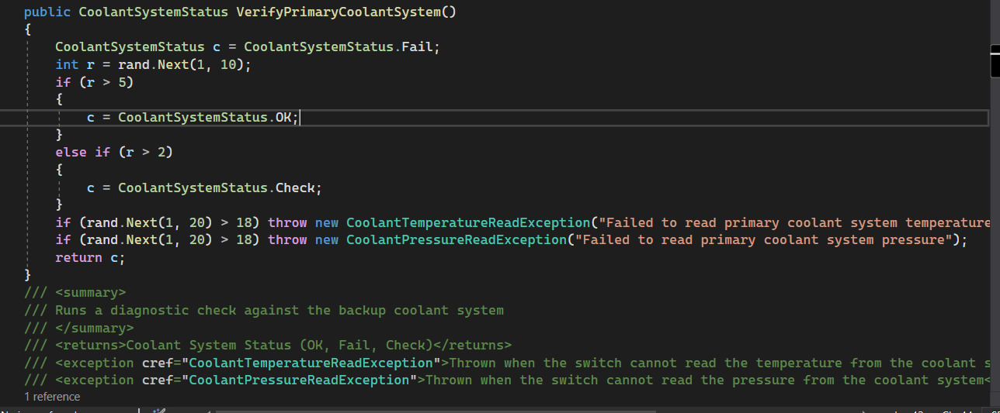 public CoolantSystemStatus VerifyPrimaryCoolantSystem()
{
CoolantSystemStatus c = CoolantSystemStatus.Fail;
int r = rand.Next(1, 10);
if (r > 5)
{
c = CoolantSystemStatus.OK;
}
else if (r > 2)
{
c = CoolantSystemStatus.Check;
}
if (rand.Next(1, 20) > 18) throw new CoolantTemperatureReadException("Failed to read primary coolant system temperature
if (rand.Next(1, 20) > 18) throw new CoolantPressureReadException("Failed to read primary coolant system pressure");
return c;
}
/// <summary>
/// Runs a diagnostic check against the backup coolant system
/// </summary>
/// <returns>Coolant System Status (OK, Fail, Check)</returns>
/// <exception cref="CoolantTemperatureReadException">Thrown when the switch cannot read the temperature from the coolant s
/// <exception cref="CoolantPressureReadException">Thrown when the switch cannot read the pressure from the coolant system<
1 reference